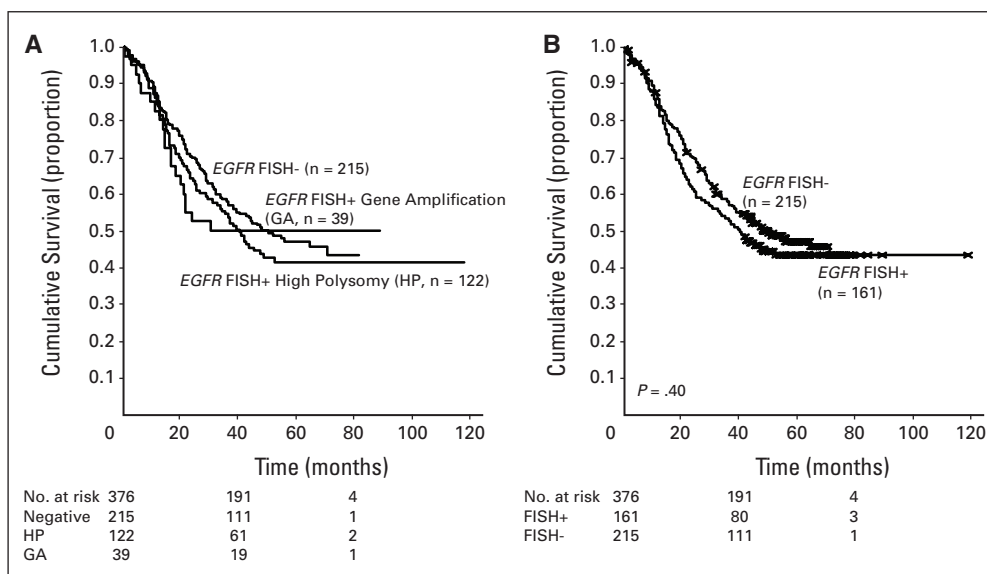 A
Cumulative Survival (proportion)
1.0
0.9
0.8
0.7
0.6
0.5
0.4
0.3
0.2
0.1
0 20 40 60 80 100 120
Time (months)
EGFR FISH- (n = 215)
EGFR FISH+ Gene Amplification
(GA, n = 39)
EGFR FISH+ High Polysomy (HP, n = 122)
No. at risk 376 191 4
Negative 215 111 1
HP 122 61 2
GA 39 19 1
B
Cumulative Survival (proportion)
1.0
0.9
0.8
0.7
0.6
0.5
0.4
0.3
0.2
0.1
0 20 40 60 80 100 120
Time (months)
EGFR FISH-
(n = 215)
EGFR FISH+
(n = 161)
P = .40
No. at risk 376 191 4
FISH+ 161 80 3
FISH- 215 111 1